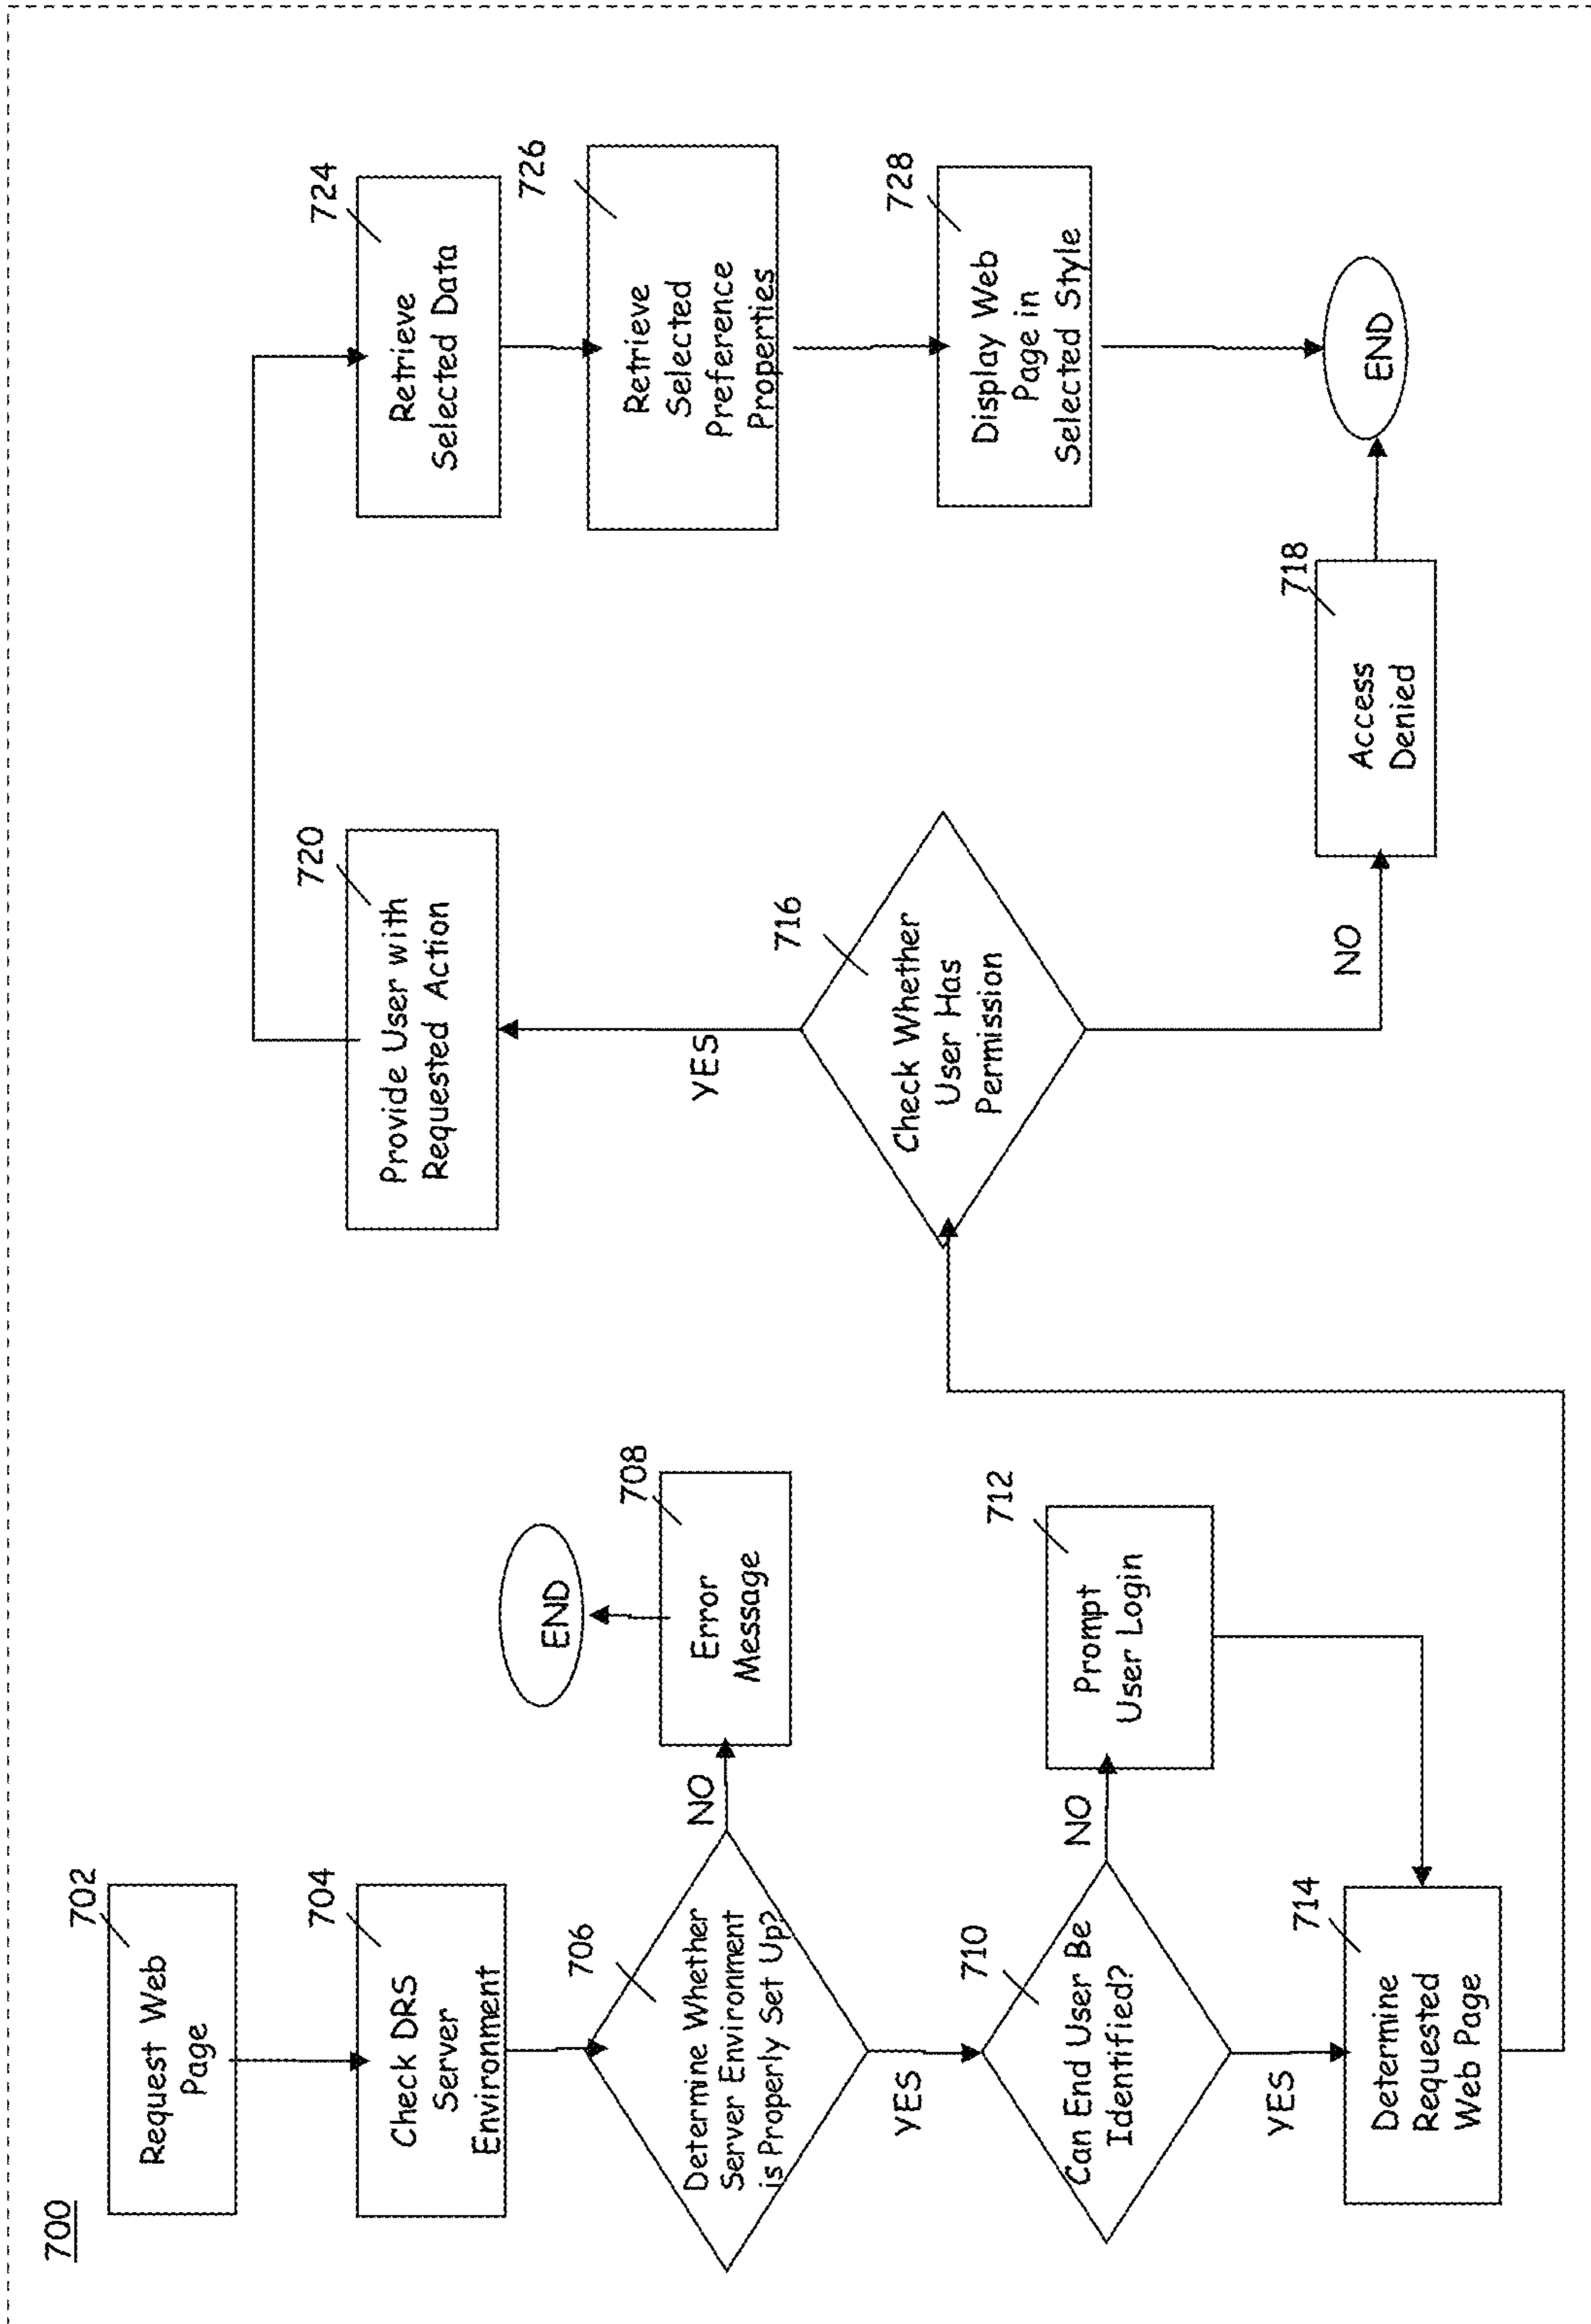 700
702
Request Web
Page
704
Check DRS
Server
Environment
706
Determine Whether
Server Environment
is Properly Set Up?
NO
708
Error
Message
END
YES
710
Can End User Be
Identified?
NO
712
Prompt
User Login
YES
714
Determine
Requested
Web Page
716
Check Whether
User Has
Permission
YES
720
Provide User with
Requested Action
NO
718
Access
Denied
724
Retrieve
Selected Data
726
Retrieve
Selected
Preference
Properties
728
Display Web
Page in
Selected Style
END